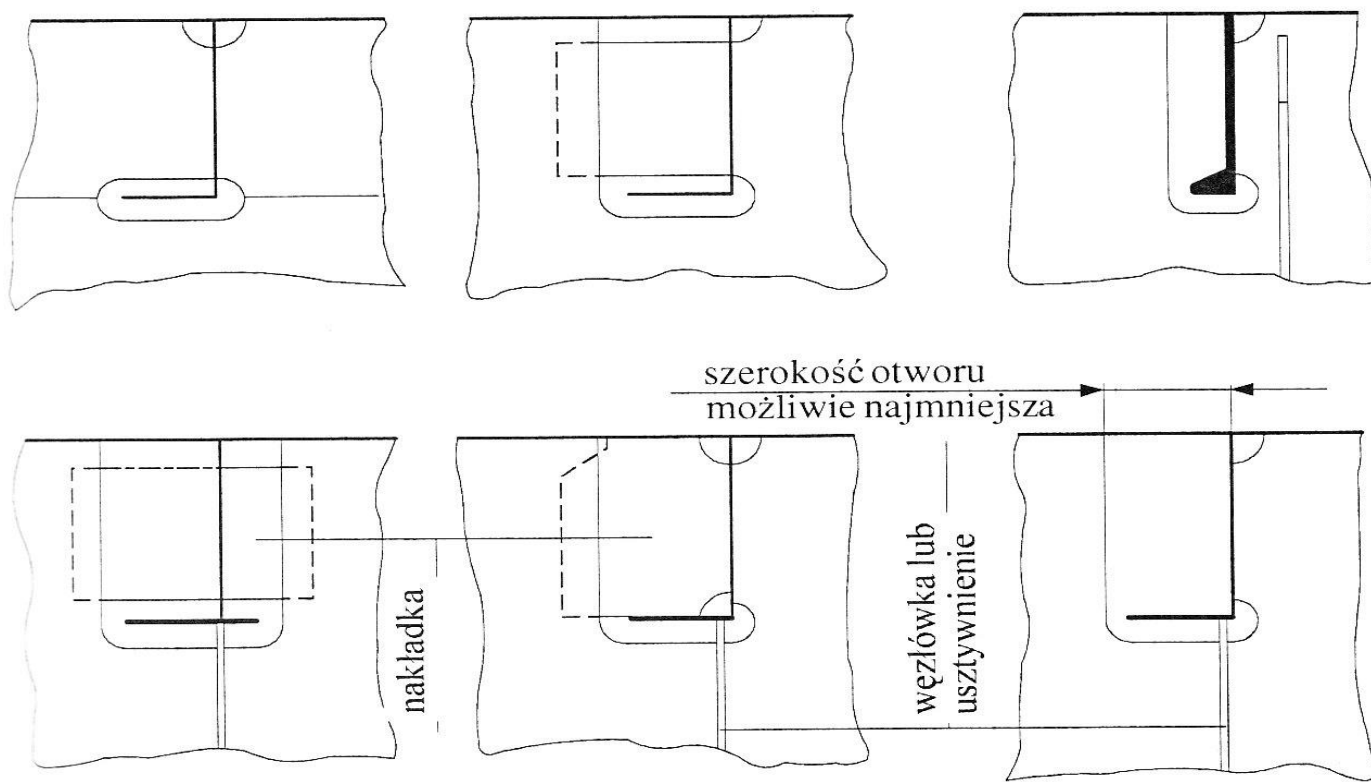 szerokość otworu
możliwie najmniejsza
nakładka
węzłówka lub
usztywnienie